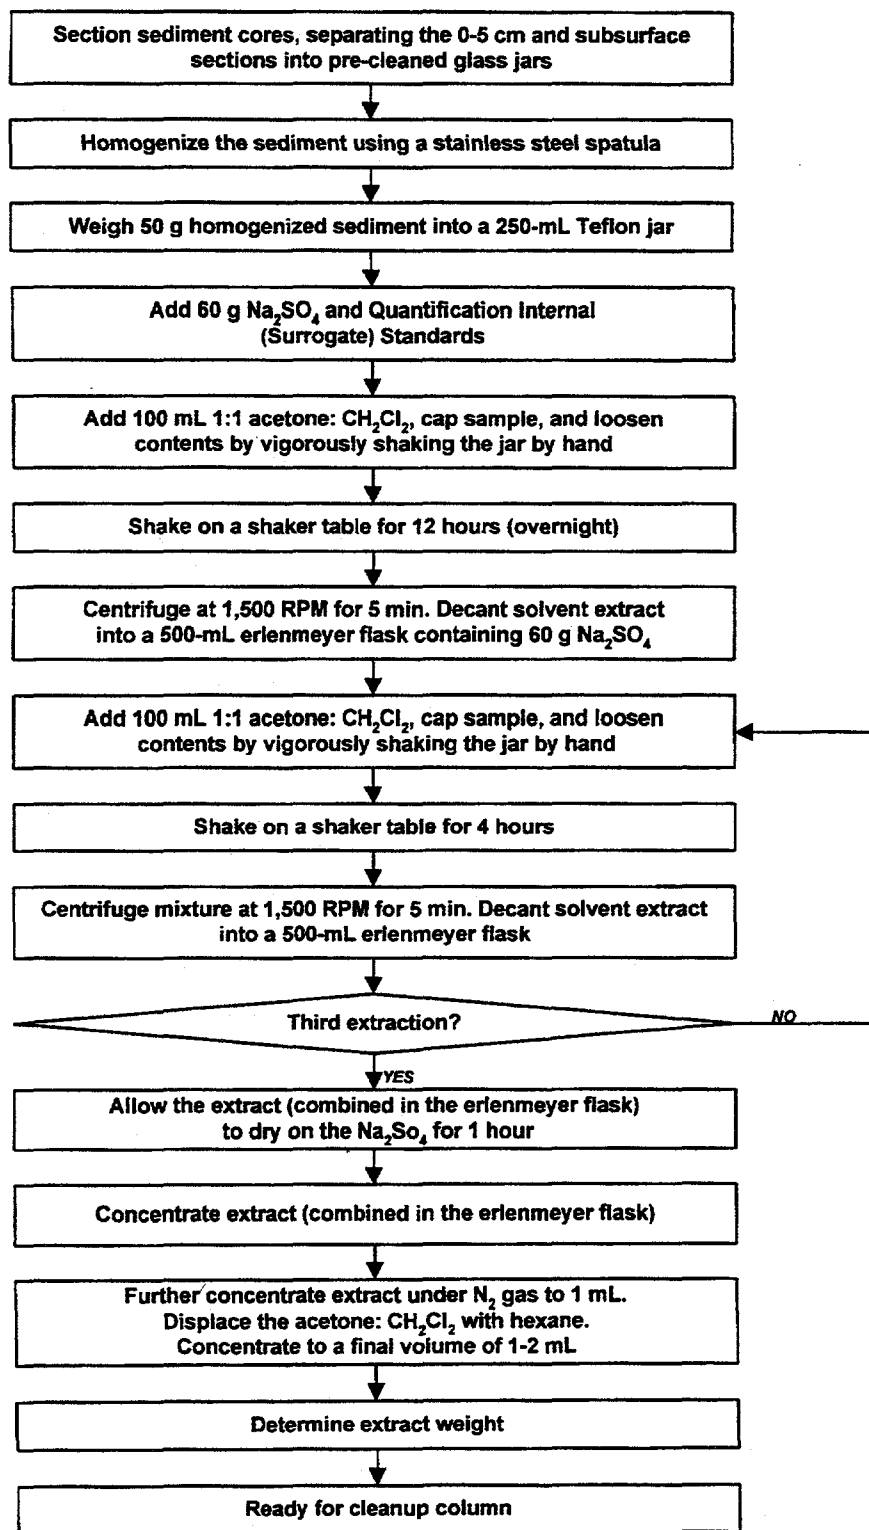 Section sediment cores, separating the 0-5 cm and subsurface
sections into pre-cleaned glass jars
Homogenize the sediment using a stainless steel spatula
Weigh 50 g homogenized sediment into a 250-mL Teflon jar
Add 60 g Na₂SO₄ and Quantification Internal
(Surrogate) Standards
Add 100 mL 1:1 acetone: CH₂Cl₂, cap sample, and loosen
contents by vigorously shaking the jar by hand
Shake on a shaker table for 12 hours (overnight)
Centrifuge at 1,500 RPM for 5 min. Decant solvent extract
into a 500-mL erlenmeyer flask containing 60 g Na₂SO₄
Add 100 mL 1:1 acetone: CH₂Cl₂, cap sample, and loosen
contents by vigorously shaking the jar by hand
Shake on a shaker table for 4 hours
Centrifuge mixture at 1,500 RPM for 5 min. Decant solvent extract
into a 500-mL erlenmeyer flask
Third extraction?
NO
YES
Allow the extract (combined in the erlenmeyer flask)
to dry on the Na₂So₄ for 1 hour
Concentrate extract (combined in the erlenmeyer flask)
Further concentrate extract under N₂ gas to 1 mL.
Displace the acetone: CH₂Cl₂ with hexane.
Concentrate to a final volume of 1-2 mL
Determine extract weight
Ready for cleanup column